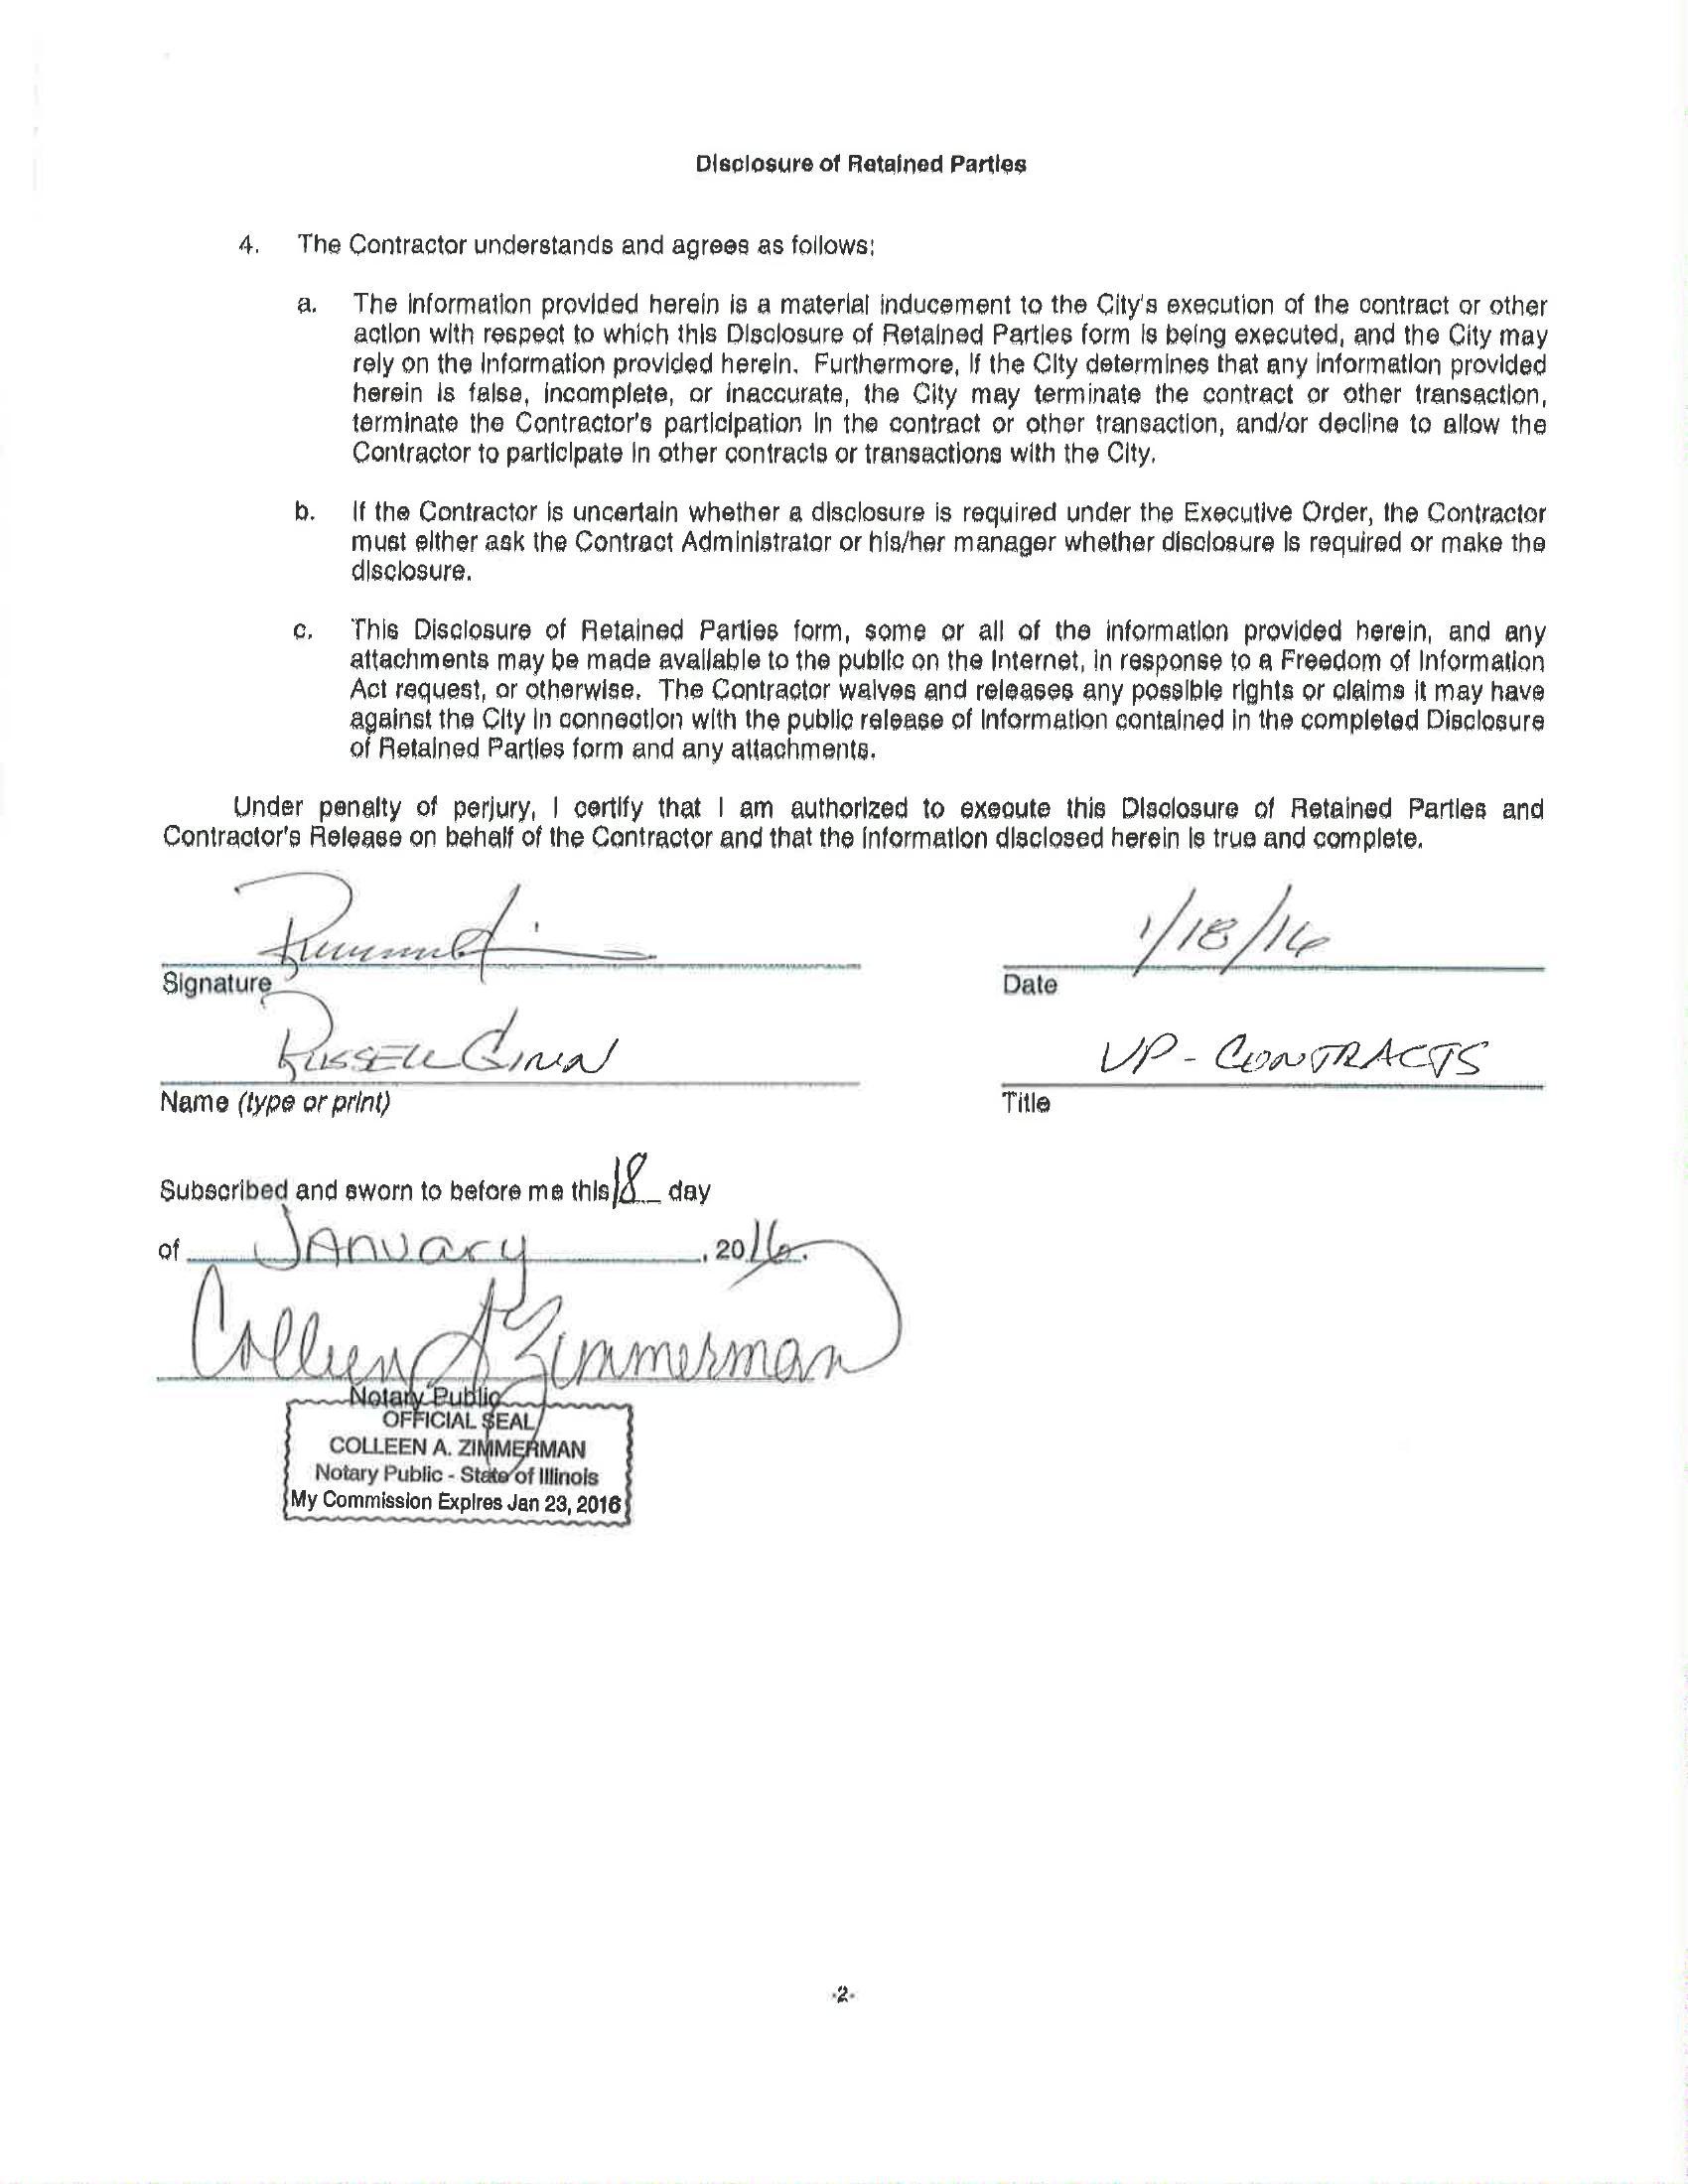 Disclosure of Retained Parties
4. The Contractor understands and agrees as follows:
a. The information provided herein is a material inducement to the City's execution of the contract or other
action with respect to which this Disclosure of Retained Parties form is being executed, and the City may
rely on the information provided herein. Furthermore, if the City determines that any information provided
herein is false, incomplete, or inaccurate, the City may terminate the contract or other transaction,
terminate the Contractor's participation in the contract or other transaction, and/or decline to allow the
Contractor to participate in other contracts or transactions with the City.
b. If the Contractor is uncertain whether a disclosure is required under the Executive Order, the Contractor
must either ask the Contract Administrator or his/her manager whether disclosure is required or make the
disclosure.
c. This Disclosure of Retained Parties form, some or all of the information provided herein, and any
attachments may be made available to the public on the Internet, in response to a Freedom of Information
Act request, or otherwise. The Contractor waives and releases any possible rights or claims it may have
against the City in connection with the public release of information contained in the completed Disclosure
of Retained Parties form and any attachments.
Under penalty of perjury, I certify that I am authorized to execute this Disclosure of Retained Parties and
Contractor's Release on behalf of the Contractor and that the information disclosed herein is true and complete.
1/18/16
Signature Date
RUSSELL VP - CONTRACTS
Name (type or print) Title
Subscribed and sworn to before me this 18 day
of January, 2016.
Colleen A Zimmerman
Notary Public
OFFICIAL SEAL
COLLEEN A. ZIMMERMAN
Notary Public - State of Illinois
My Commission Expires Jan 23, 2016
-2-